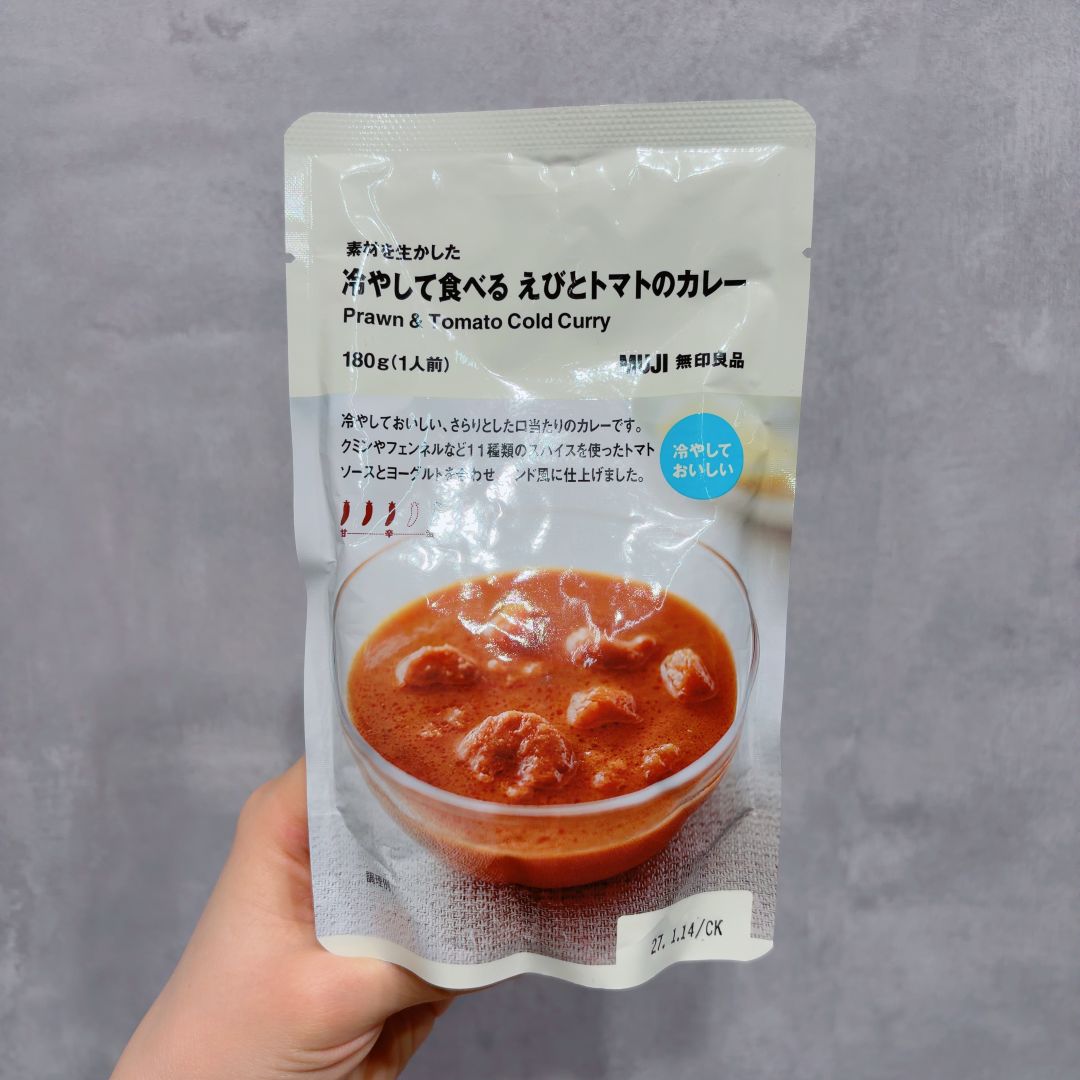 素材を生かした
冷やして食べる えびとトマトのカレー
Prawn & Tomato Cold Curry
180g(1人前)
MUJI 無印良品
冷やしておいしい、さらりとした口当たりのカレーです。
クミンやフェンネルなど11種類のスパイスを使ったトマト
ソースとヨーグルトを合わせ ンド風に仕上げました。
冷やして
おいしい
甘 辛
調理例
27. 1.14/CK